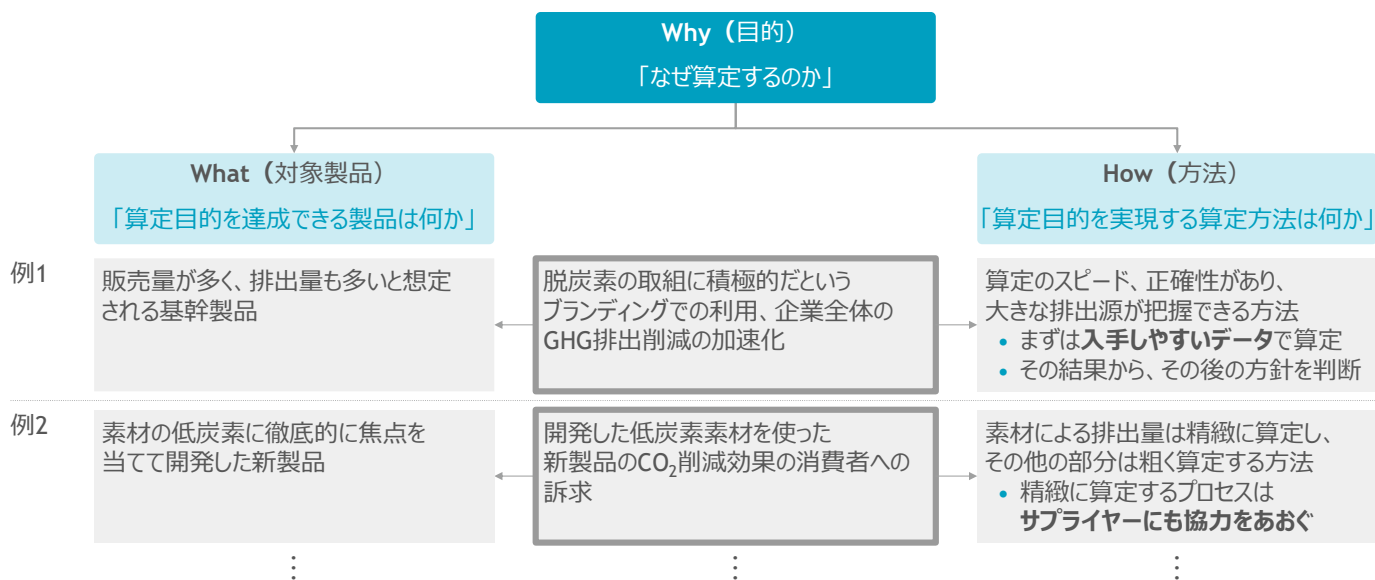 Why（目的）
「なぜ算定するのか」
What（対象製品）
「算定目的を達成できる製品は何か」
How（方法）
「算定目的を実現する算定方法は何か」
例1
販売量が多く、排出量も多いと想定
される基幹製品
脱炭素の取組に積極的だという
ブランディングでの利用、企業全体の
GHG排出削減の加速化
算定のスピード、正確性があり、
大きな排出源が把握できる方法
• まずは入手しやすいデータで算定
• その結果から、その後の方針を判断
例2
素材の低炭素に徹底的に焦点を
当てて開発した新製品
開発した低炭素素材を使った
新製品のCO₂削減効果の消費者への
訴求
素材による排出量は精緻に算定し、
その他の部分は粗く算定する方法
• 精緻に算定するプロセスは
サプライヤーにも協力をあおぐ
⋮
⋮
⋮